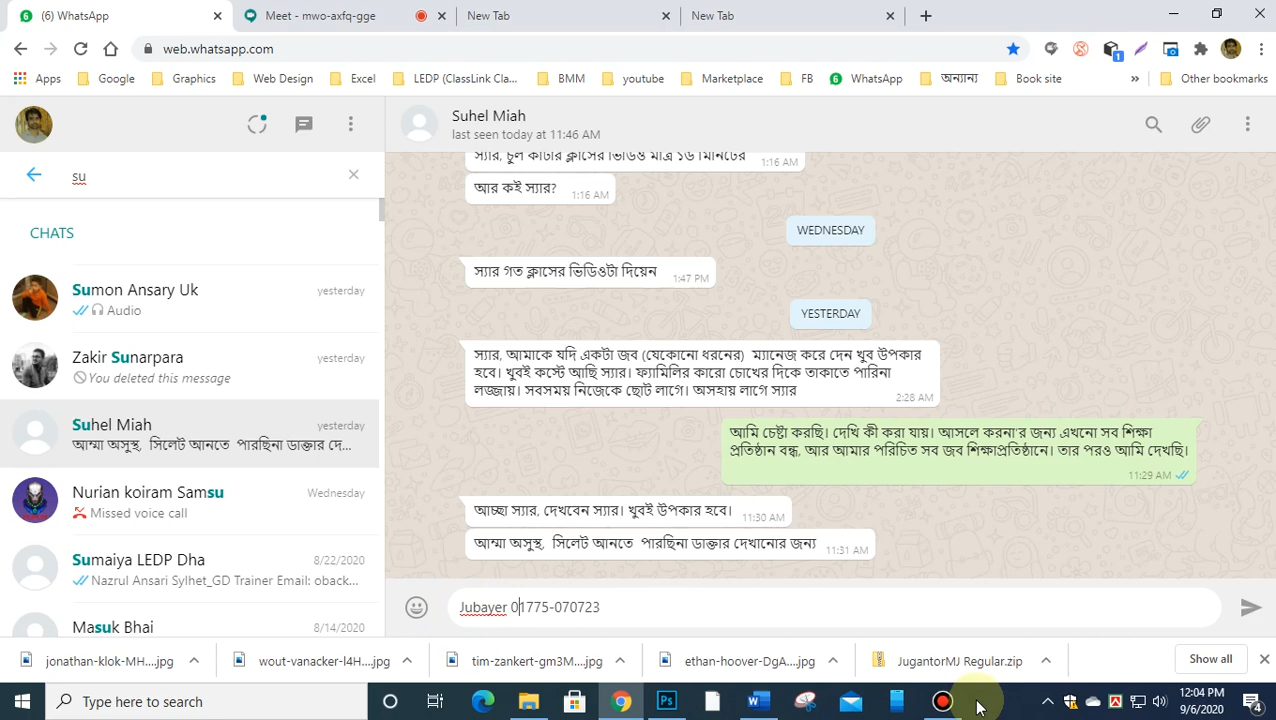 (6) WhatsApp
Meet - mwo-axfq-gge
New Tab
New Tab
web.whatsapp.com
1
Apps
Google
Graphics
Web Design
Excel
LEDP (ClassLink Cla...
BMM
youtube
Marketplace
FB
WhatsApp
অন্যান্য
Book site
»
Other bookmarks
su
CHATS
Sumon Ansary Uk
yesterday
Audio
Zakir Sunarpara
yesterday
You deleted this message
Suhel Miah
yesterday
আম্মা অসুস্থ, সিলেট আনতে পারছিনা ডাক্তার দে...
Nurian koiram Samsu
Wednesday
Missed voice call
Sumaiya LEDP Dha
8/22/2020
Nazrul Ansari Sylhet_GD Trainer Email: oback...
Masuk Bhai
8/14/2020
Suhel Miah
last seen today at 11:46 AM
স্যার, চুল কাটার ক্লাসের ভিডিও মাত্র ১৬ মিনিটের
1:16 AM
আর কই স্যার?
1:16 AM
WEDNESDAY
স্যার গত ক্লাসের ভিডিওটা দিয়েন
1:47 PM
YESTERDAY
স্যার, আমাকে যদি একটা জব (যেকোনো ধরনের) ম্যানেজ করে দেন খুব উপকার
হবে। খুবই কস্টে আছি স্যার। ফ্যামিলির কারো চোখের দিকে তাকাতে পারিনা
লজ্জায়। সবসময় নিজেকে ছোট লাগে। অসহায় লাগে স্যার
2:28 AM
আমি চেষ্টা করছি। দেখি কী করা যায়। আসলে করনা'র জন্য এখনো সব শিক্ষা
প্রতিষ্ঠান বন্ধ, আর আমার পরিচিত সব জব শিক্ষাপ্রতিষ্ঠানে। তার পরও আমি দেখছি।
11:29 AM
আচ্ছা স্যার, দেখবেন স্যার। খুবই উপকার হবে।
11:30 AM
আম্মা অসুস্থ, সিলেট আনতে পারছিনা ডাক্তার দেখানোর জন্য
11:31 AM
Jubayer 01775-070723
jonathan-klok-MH....jpg
wout-vanacker-l4H....jpg
tim-zankert-gm3M....jpg
ethan-hoover-DgA....jpg
JugantorMJ Regular.zip
Show all
Type here to search
12:04 PM
9/6/2020
4